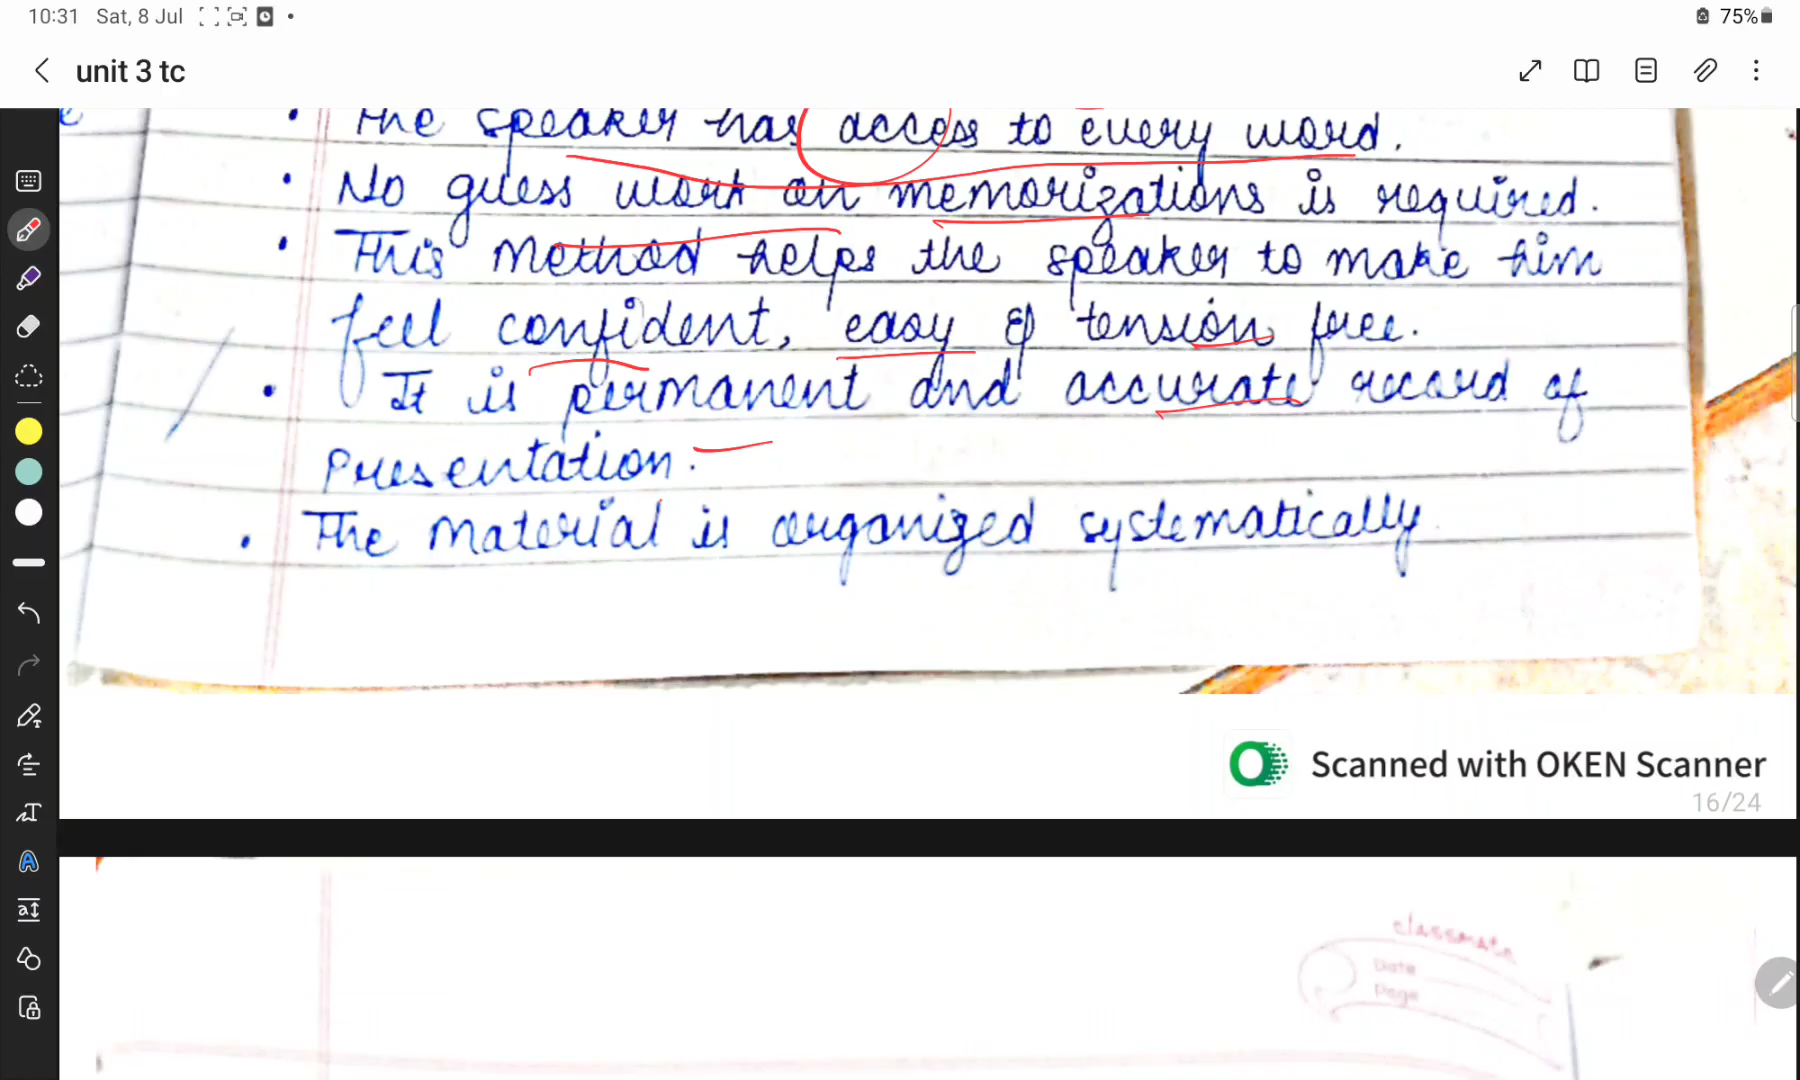 10:31 Sat, 8 Jul
75%
unit 3 tc
The speaker has access to every word.
No guess work on memorizations is required.
This Method helps the speaker to make him
feel confident, easy & tension free.
It is permanent and accurate record of
Presentation.
The material is organized systematically
Scanned with OKEN Scanner
16/24
classmate
Date
Page